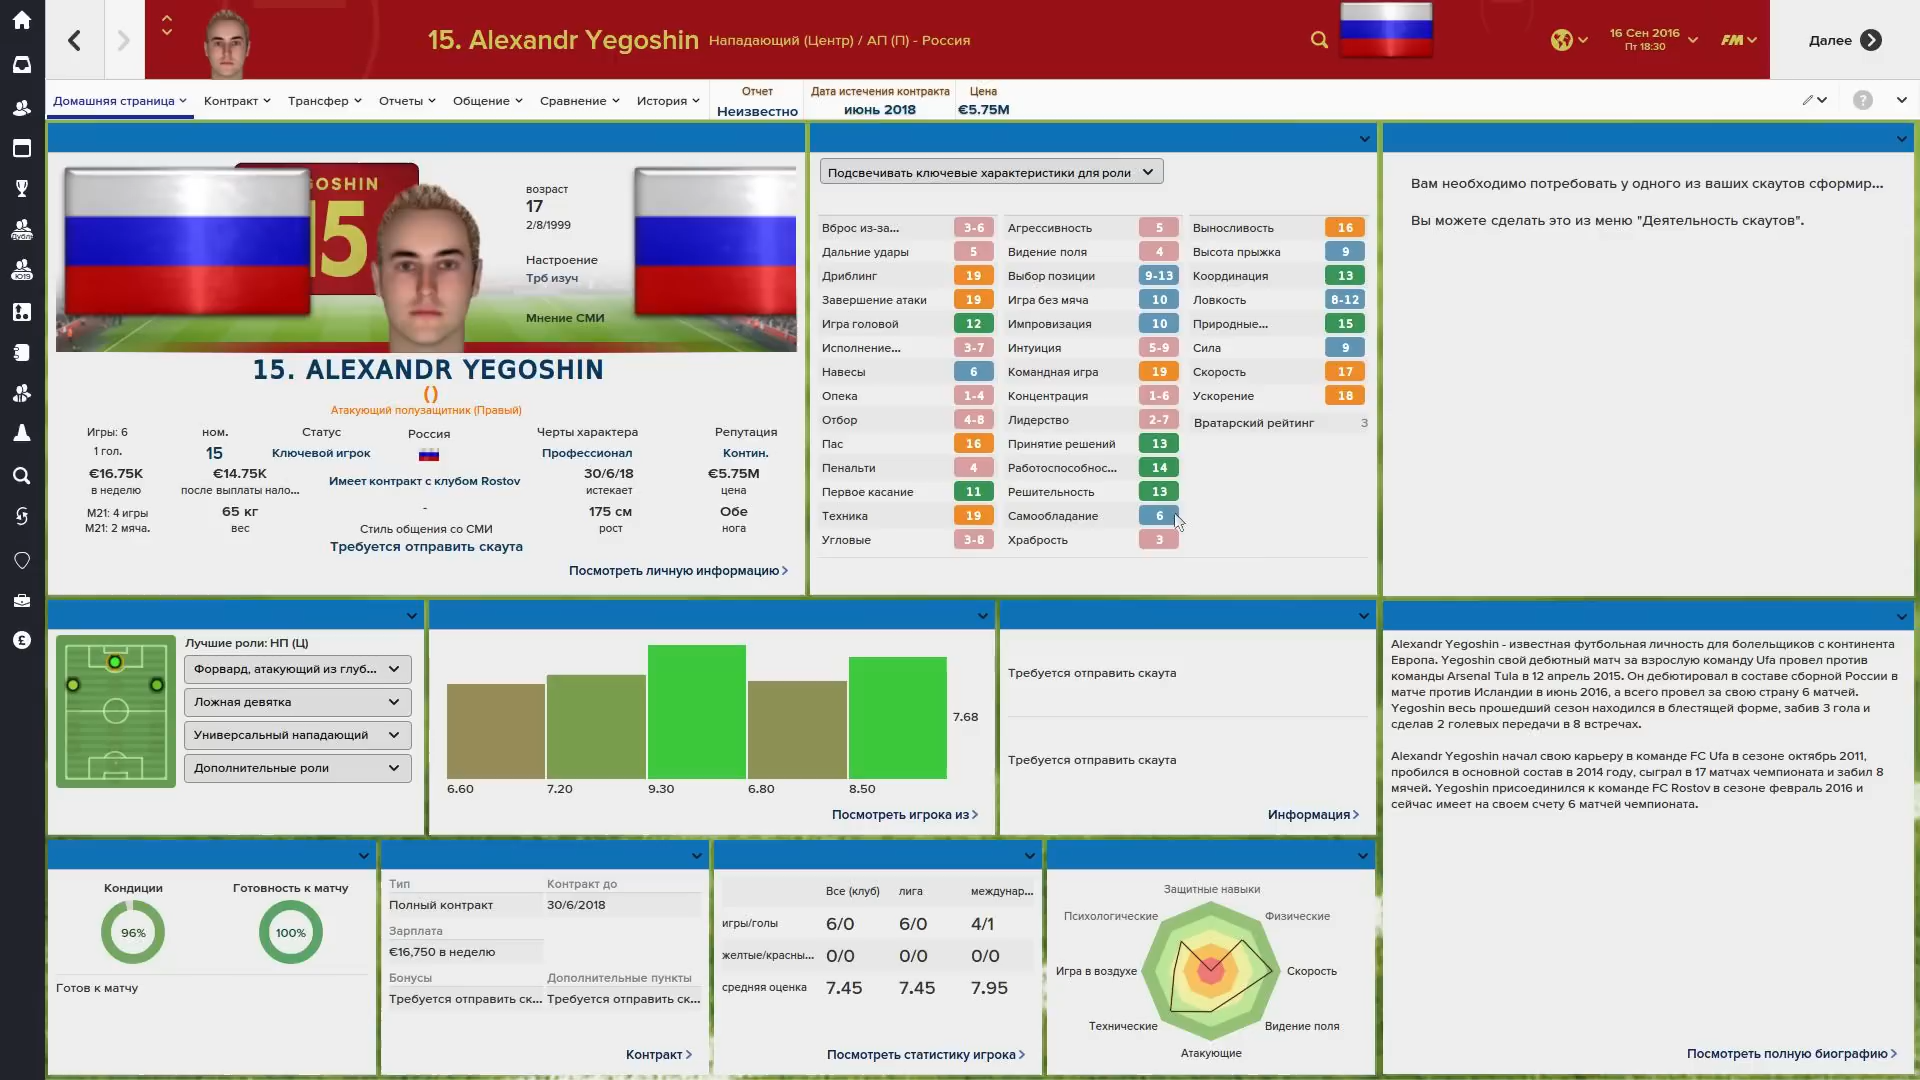 15. Alexandr Yegoshin Нападающий (Центр) / АП (П) - Россия
16 Сен 2016
Пт 18:30
FM
Далее
Домашняя страница
Контракт
Трансфер
Отчеты
Общение
Сравнение
История
Отчет
Неизвестно
Дата истечения контракта
июнь 2018
Цена
€5.75M
?
GOSHIN
15
возраст
17
2/8/1999
Настроение
Трб изуч
Мнение СМИ
15. ALEXANDR YEGOSHIN
()
Атакующий полузащитник (Правый)
Игры: 6
1 гол.
ном.
15
Статус
Ключевой игрок
Россия
Черты характера
Профессионал
Репутация
Контин.
€16.75K
в неделю
€14.75K
после выплаты нало...
Имеет контракт с клубом Rostov
30/6/18
истекает
€5.75M
цена
М21: 4 игры
М21: 2 мяча.
65 кг
вес
-
Стиль общения со СМИ
Требуется отправить скаута
175 см
рост
Обе
нога
Посмотреть личную информацию
Подсвечивать ключевые характеристики для роли
Вброс из-за... 3-6
Дальние удары 5
Дриблинг 19
Завершение атаки 19
Игра головой 12
Исполнение... 3-7
Навесы 6
Опека 1-4
Отбор 4-8
Пас 16
Пенальти 4
Первое касание 11
Техника 19
Угловые 3-8
Агрессивность 5
Видение поля 4
Выбор позиции 9-13
Игра без мяча 10
Импровизация 10
Интуиция 5-9
Командная игра 19
Концентрация 1-6
Лидерство 2-7
Принятие решений 13
Работоспособнос... 14
Решительность 13
Самообладание 6
Храбрость 3
Выносливость 16
Высота прыжка 9
Координация 13
Ловкость 8-12
Природные... 15
Сила 9
Скорость 17
Ускорение 18
Вратарский рейтинг 3
Вам необходимо потребовать у одного из ваших скаутов сформир...
Вы можете сделать это из меню "Деятельность скаутов".
Лучшие роли: НП (Ц)
Форвард, атакующий из глуб...
Ложная девятка
Универсальный нападающий
Дополнительные роли
7.68
6.60 7.20 9.30 6.80 8.50
Посмотреть игрока из
Требуется отправить скаута
Требуется отправить скаута
Информация
Alexandr Yegoshin - известная футбольная личность для болельщиков с континента
Европа. Yegoshin свой дебютный матч за взрослую команду Ufa провел против
команды Arsenal Tula в 12 апрель 2015. Он дебютировал в составе сборной России в
матче против Исландии в июнь 2016, а всего провел за свою страну 6 матчей.
Yegoshin весь прошедший сезон находился в блестящей форме, забив 3 гола и
сделав 2 голевых передачи в 8 встречах.
Alexandr Yegoshin начал свою карьеру в команде FC Ufa в сезоне октябрь 2011,
пробился в основной состав в 2014 году, сыграл в 17 матчах чемпионата и забил 8
мячей. Yegoshin присоединился к команде FC Rostov в сезоне февраль 2016 и
сейчас имеет на своем счету 6 матчей чемпионата.
Посмотреть полную биографию
Кондиции
96%
Готовность к матчу
100%
Готов к матчу
Тип
Полный контракт
Контракт до
30/6/2018
Зарплата
€16,750 в неделю
Бонусы
Требуется отправить ск...
Дополнительные пункты
Требуется отправить ск...
Контракт
Все (клуб) лига междунар...
игры/голы 6/0 6/0 4/1
желтые/красны... 0/0 0/0 0/0
средняя оценка 7.45 7.45 7.95
Посмотреть статистику игрока
Защитные навыки
Психологические
Физические
Игра в воздухе
Скорость
Технические
Видение поля
Атакующие